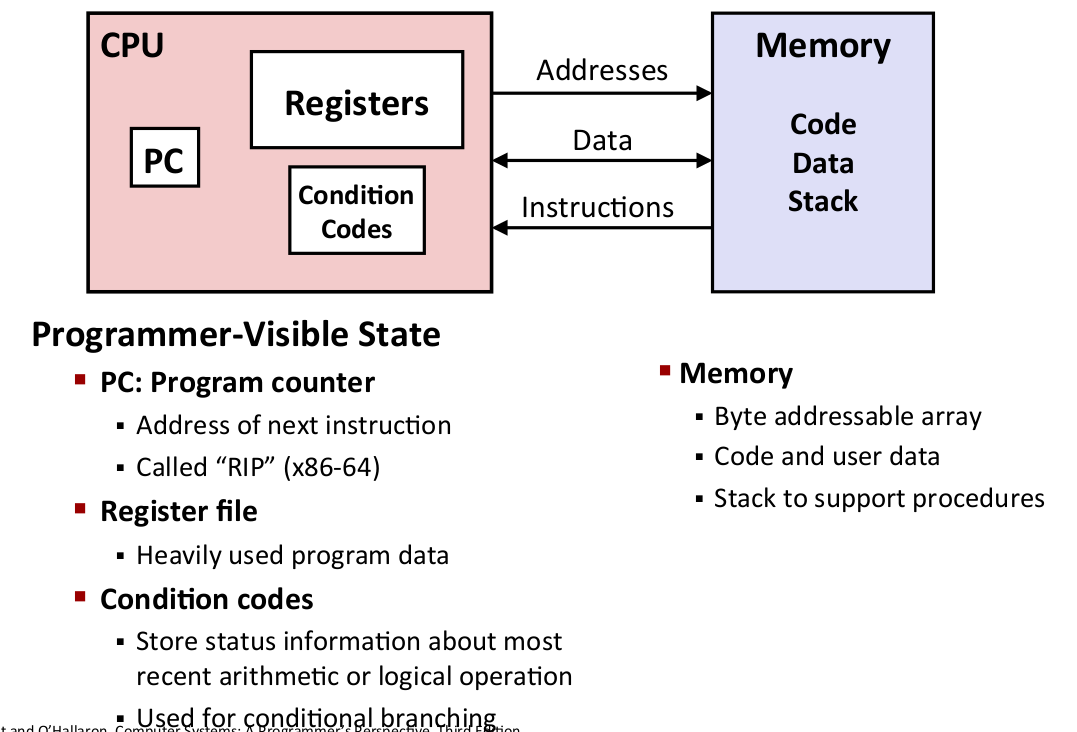 CPU
Registers
PC
Condition
Codes
Addresses
Data
Instructions
Memory
Code
Data
Stack
Programmer-Visible State
▪ PC: Program counter
▪ Address of next instruction
▪ Called “RIP” (x86-64)
▪ Register file
▪ Heavily used program data
▪ Condition codes
▪ Store status information about most
recent arithmetic or logical operation
▪ Used for conditional branching
▪ Memory
▪ Byte addressable array
▪ Code and user data
▪ Stack to support procedures
t and O’Hallaron, Computer Systems: A Programmer’s Perspective, Third Edition